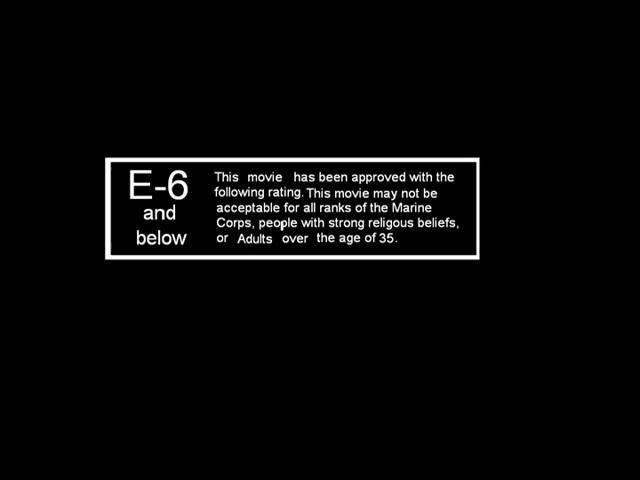 E-6
and
below
This movie has been approved with the
following rating. This movie may not be
acceptable for all ranks of the Marine
Corps, people with strong religous beliefs,
or Adults over the age of 35.